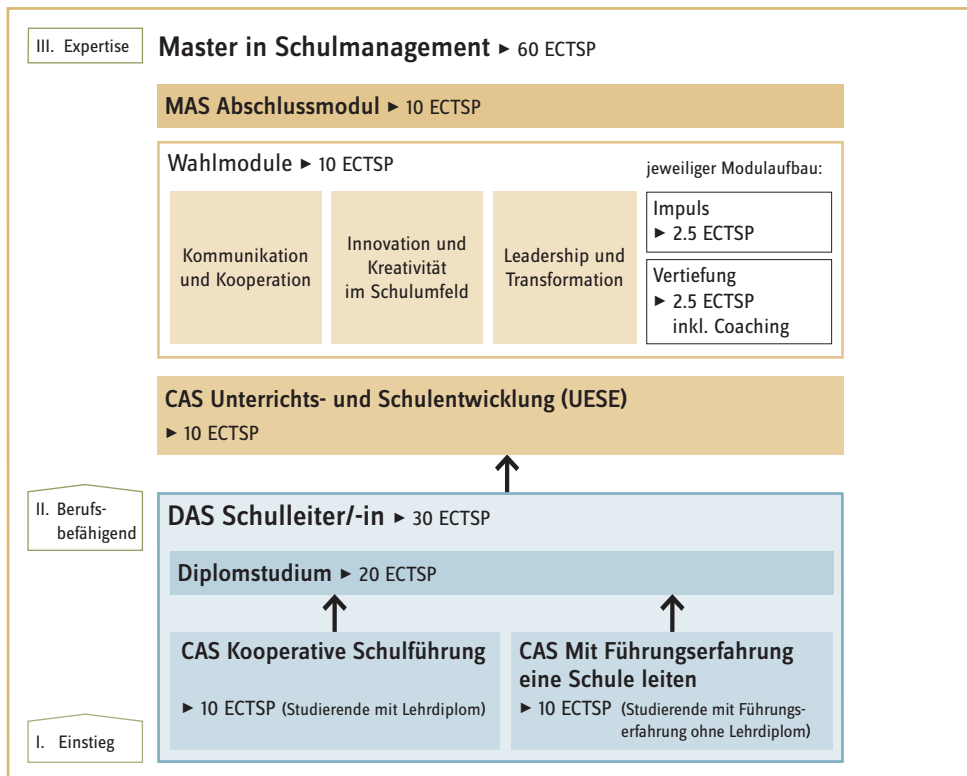 III. Expertise
Master in Schulmanagement ► 60 ECTSP
MAS Abschlussmodul ► 10 ECTSP
Wahlmodule ► 10 ECTSP
jeweiliger Modulaufbau:
Kommunikation
und Kooperation
Innovation und
Kreativität
im Schulumfeld
Leadership und
Transformation
Impuls
► 2.5 ECTSP
Vertiefung
► 2.5 ECTSP
inkl. Coaching
CAS Unterrichts- und Schulentwicklung (UESE)
► 10 ECTSP
II. Berufs-
befähigend
DAS Schulleiter/-in ► 30 ECTSP
Diplomstudium ► 20 ECTSP
CAS Kooperative Schulführung
► 10 ECTSP (Studierende mit Lehrdiplom)
CAS Mit Führungserfahrung
eine Schule leiten
► 10 ECTSP (Studierende mit Führungs-
erfahrung ohne Lehrdiplom)
I. Einstieg